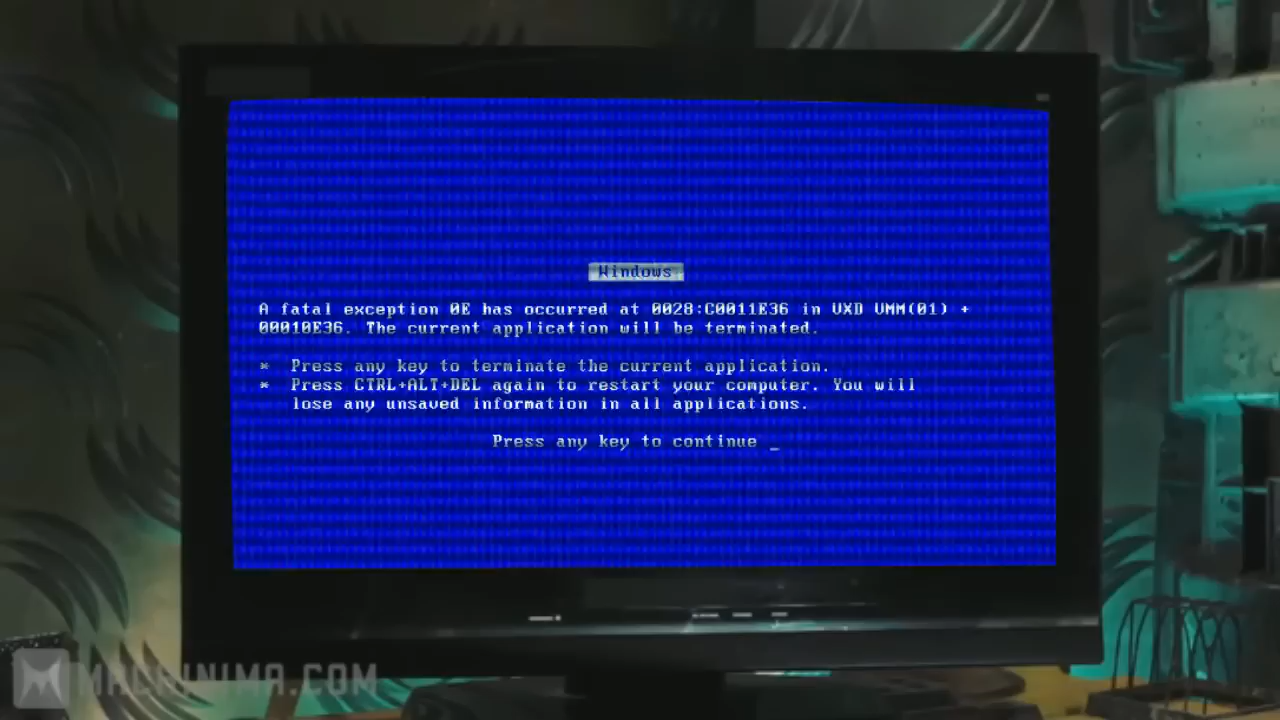 Windows
A fatal exception 0E has occurred at 0028:C0011E36 in VXD VMM(01) +
00010E36. The current application will be terminated.
* Press any key to terminate the current application.
* Press CTRL+ALT+DEL again to restart your computer. You will
lose any unsaved information in all applications.
Press any key to continue _
MACHINIMA.COM